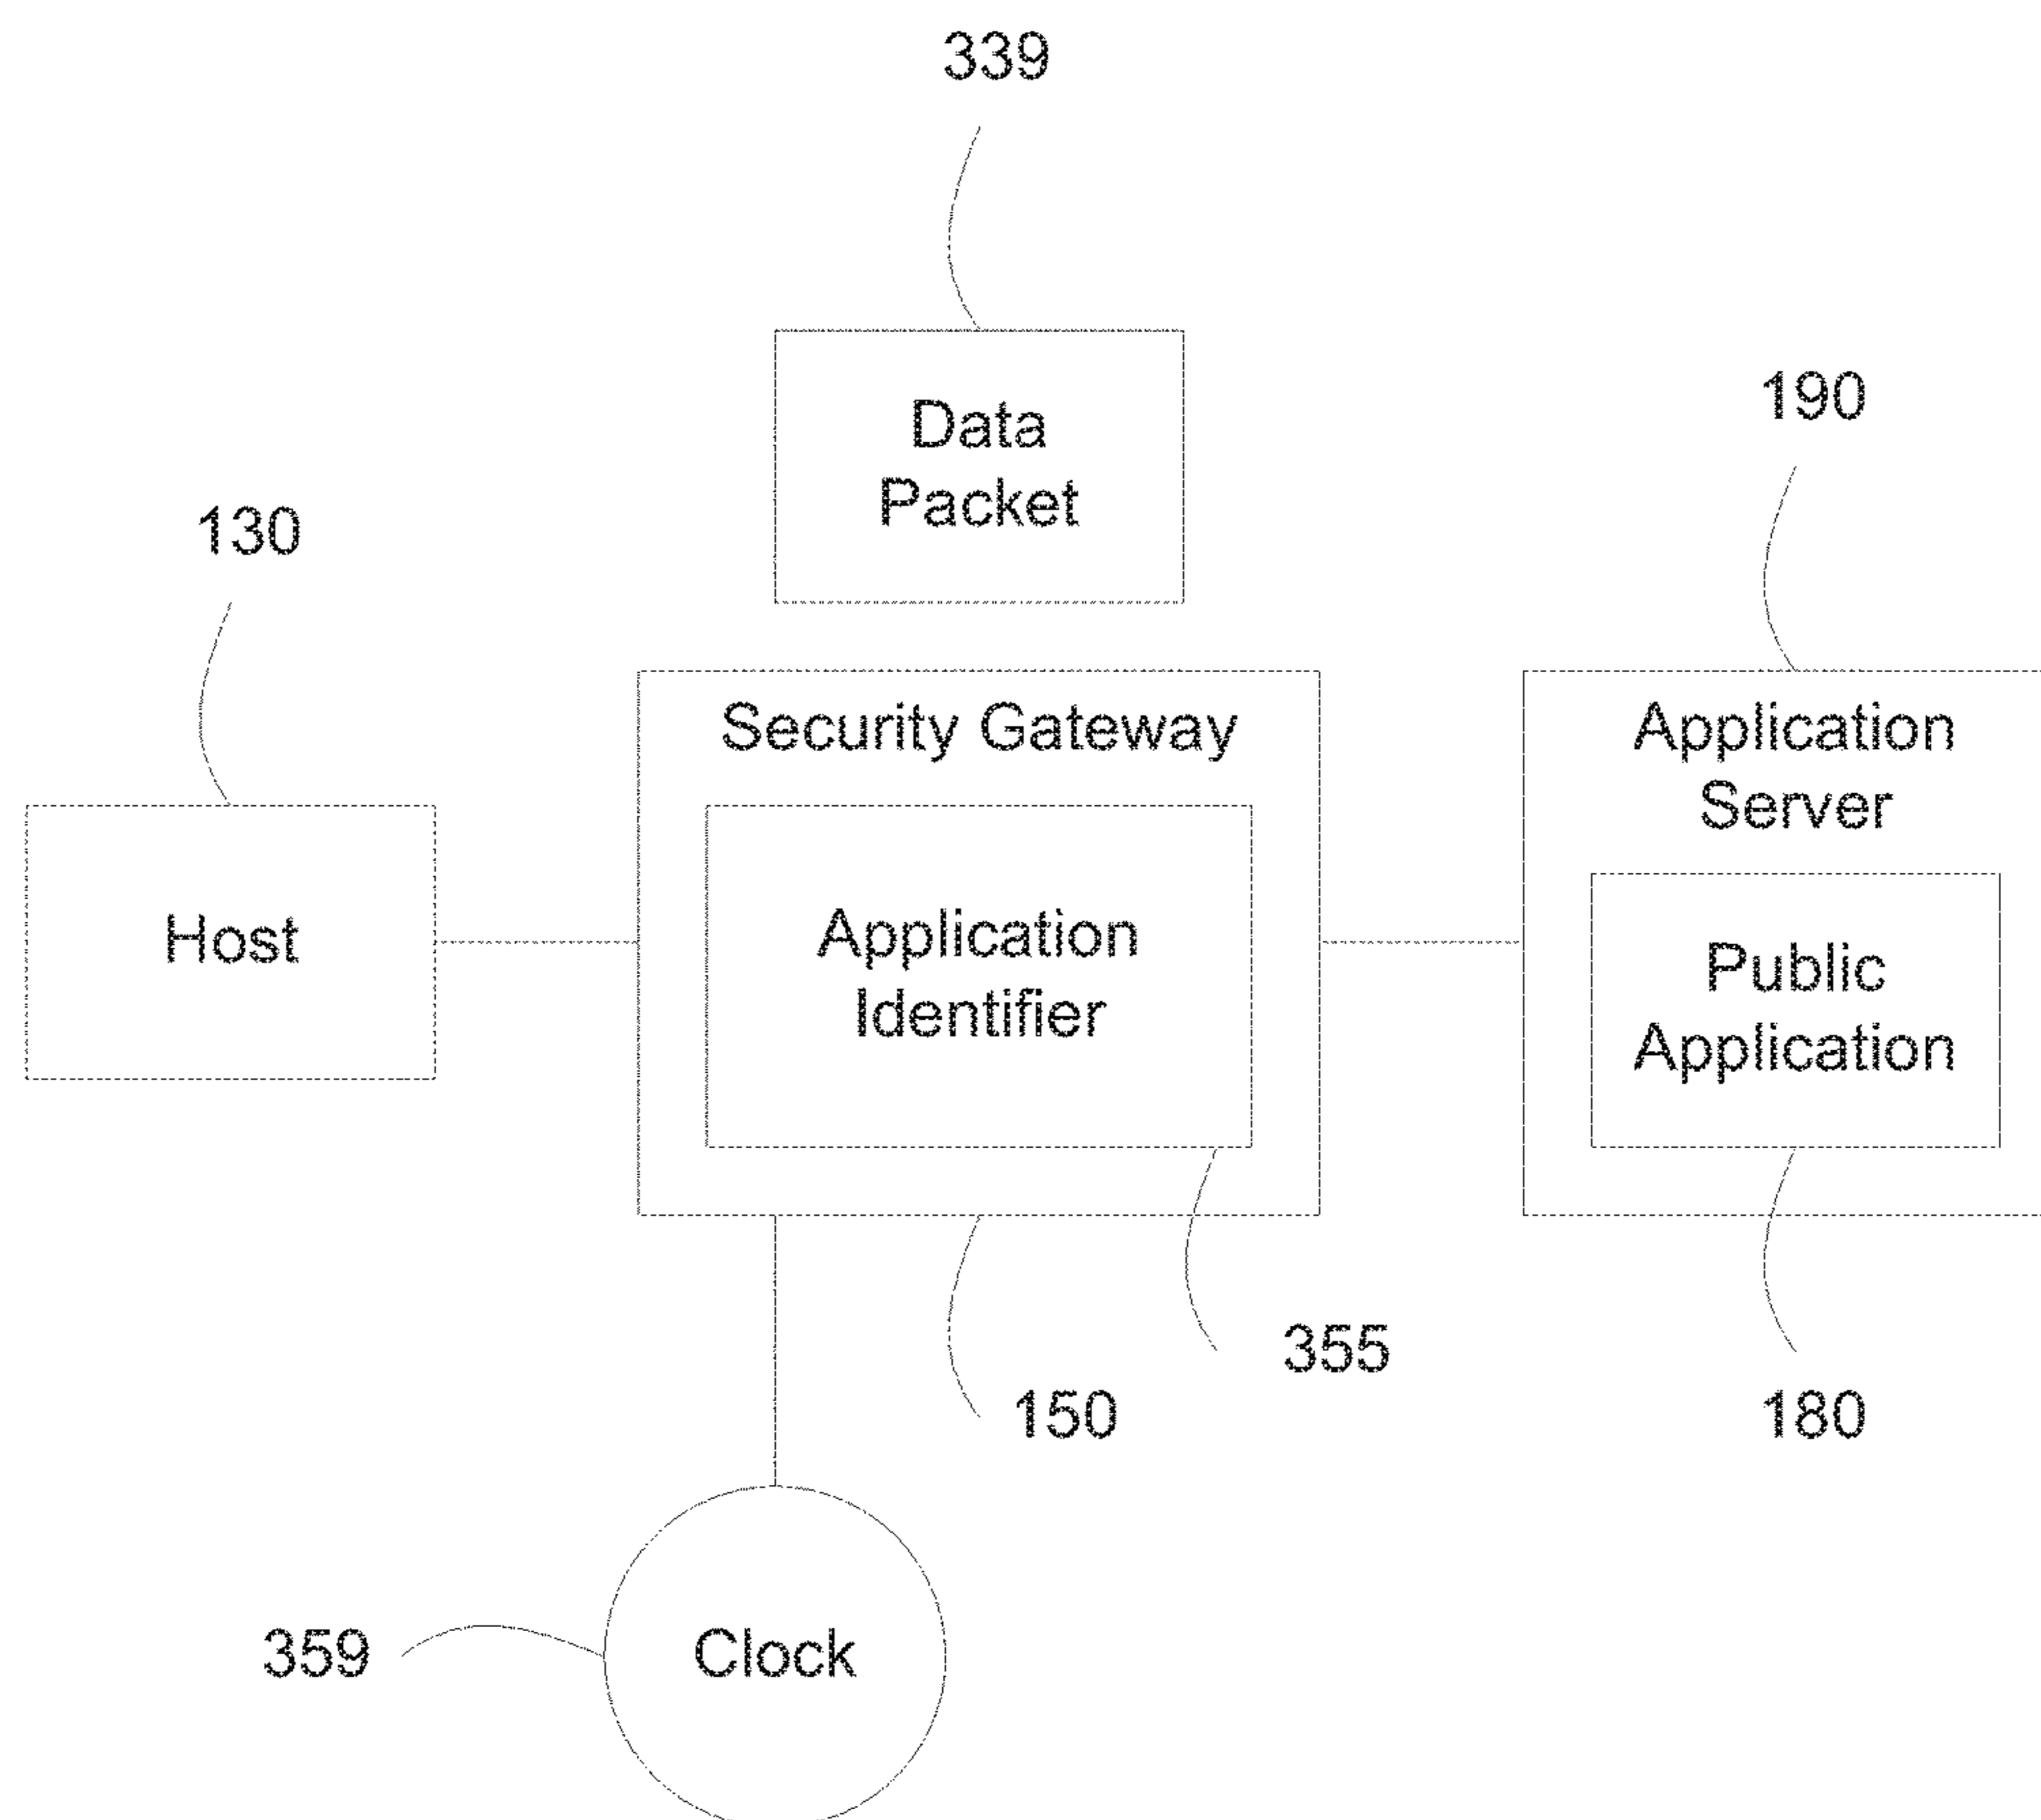 339
Data
Packet
190
130
Security Gateway
Application
Server
Host
Application
Identifier
Public
Application
355
150
180
359
Clock